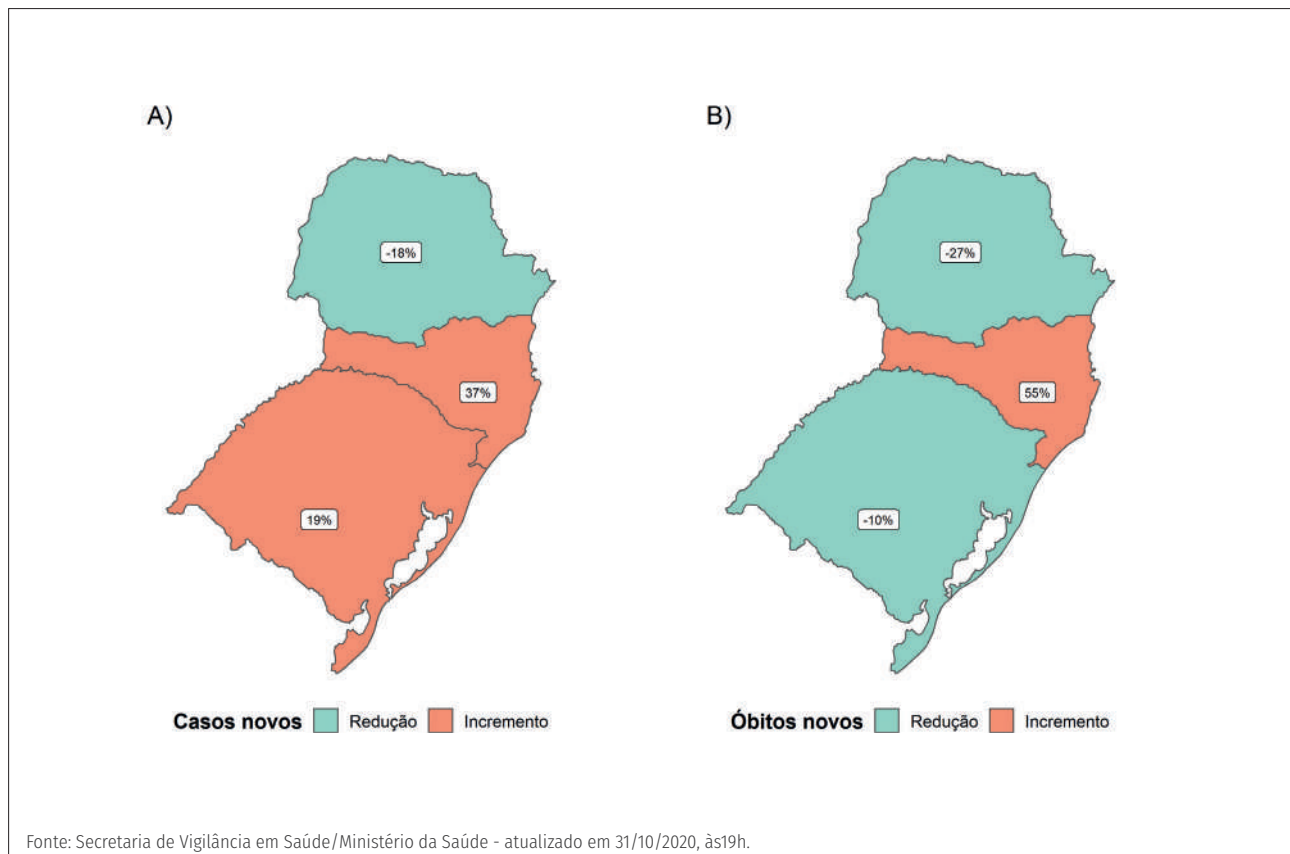 A)
B)
-18%
37%
19%
-27%
55%
-10%
Casos novos Redução Incremento
Óbitos novos Redução Incremento
Fonte: Secretaria de Vigilância em Saúde/Ministério da Saúde - atualizado em 31/10/2020, às19h.